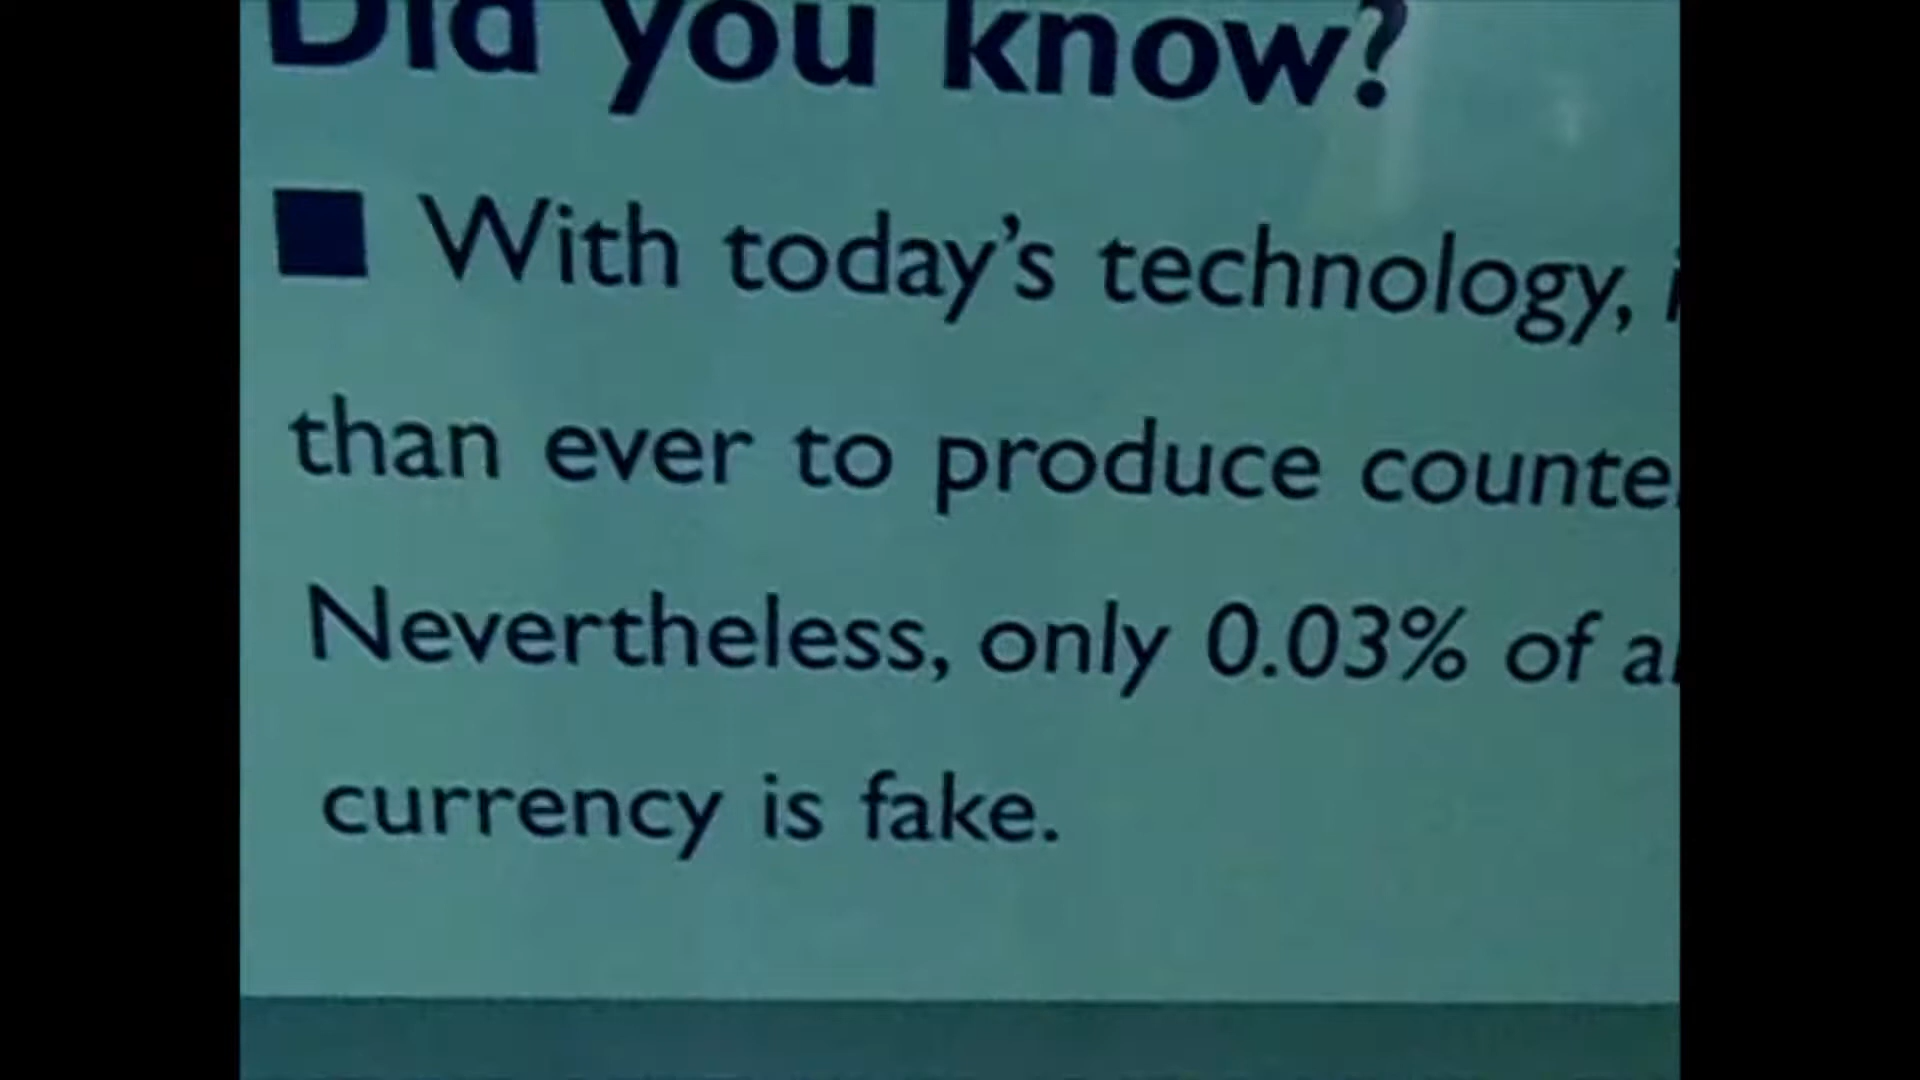 Did you know?
■ With today's technology,
than ever to produce
Nevertheless, only 0.03% of
currency is fake.